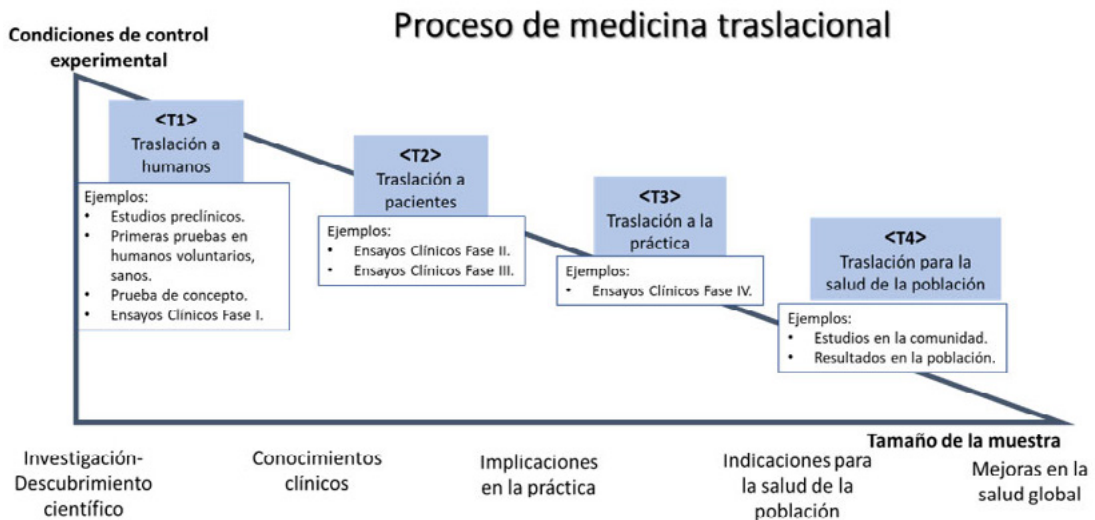 Proceso de medicina traslacional
Condiciones de control
experimental
<T1>
Traslación a
humanos
Ejemplos:
• Estudios preclínicos.
• Primeras pruebas en
humanos voluntarios,
sanos.
• Prueba de concepto.
• Ensayos Clínicos Fase I.
<T2>
Traslación a
pacientes
Ejemplos:
• Ensayos Clínicos Fase II.
• Ensayos Clínicos Fase III.
<T3>
Traslación a la
práctica
Ejemplos:
• Ensayos Clínicos Fase IV.
<T4>
Traslación para la
salud de la población
Ejemplos:
• Estudios en la comunidad.
• Resultados en la población.
Tamaño de la muestra
Investigación-
Descubrimiento
científico
Conocimientos
clínicos
Implicaciones
en la práctica
Indicaciones para
la salud de la
población
Mejoras en la
salud global